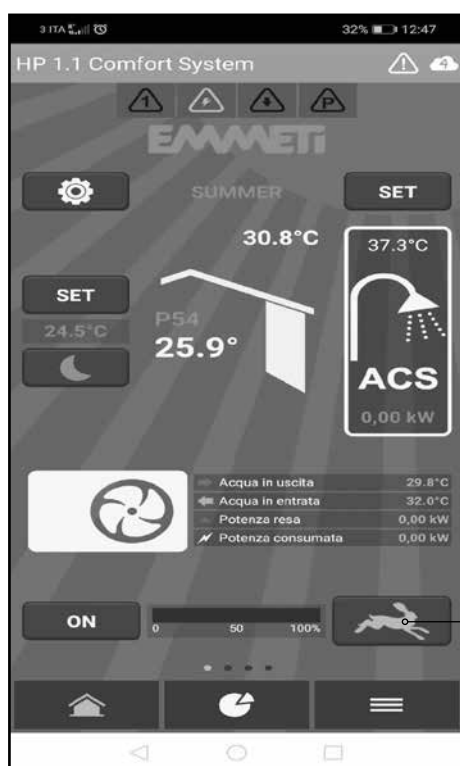 3 ITA
32% 12:47
HP 1.1 Comfort System
4
1 P
EMMETI
SUMMER
SET
30.8°C
37.3°C
SET
24.5°C
P54
25.9°
ACS
0,00 kW
Acqua in uscita 29.8°C
Acqua in entrata 32.0°C
Potenza resa 0,00 kW
Potenza consumata 0,00 kW
ON
0 50 100%